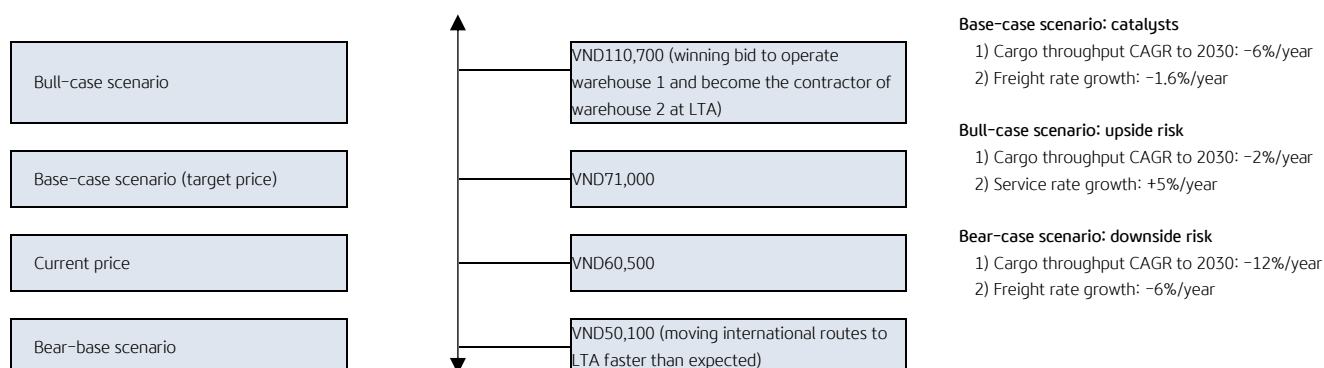 Bull-case scenario
VND110,700 (winning bid to operate
warehouse 1 and become the contractor of
warehouse 2 at LTA)
Base-case scenario (target price)
VND71,000
Current price
VND60,500
Bear-base scenario
VND50,100 (moving international routes to
LTA faster than expected)
Base-case scenario: catalysts
1) Cargo throughput CAGR to 2030: -6%/year
2) Freight rate growth: -1.6%/year
Bull-case scenario: upside risk
1) Cargo throughput CAGR to 2030: -2%/year
2) Service rate growth: +5%/year
Bear-case scenario: downside risk
1) Cargo throughput CAGR to 2030: -12%/year
2) Freight rate growth: -6%/year